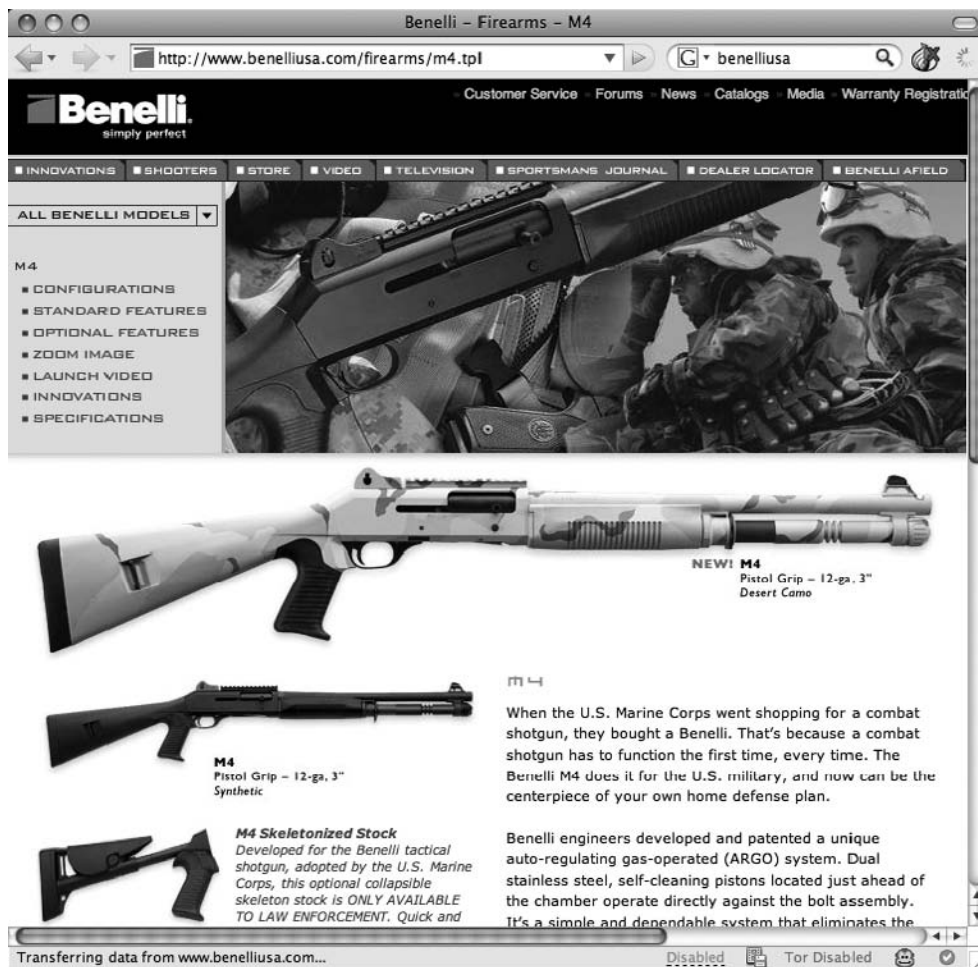 Benelli – Firearms – M4
http://www.benelliusa.com/firearms/m4.tpl
G benelliusa
Customer Service Forums News Catalogs Media Warranty Registratio
Benelli.
simply perfect
INNOVATIONS SHOOTERS STORE VIDEO TELEVISION SPORTSMANS JOURNAL DEALER LOCATOR BENELLI AFIELD
ALL BENELLI MODELS
M4
CONFIGURATIONS
STANDARD FEATURES
OPTIONAL FEATURES
ZOOM IMAGE
LAUNCH VIDEO
INNOVATIONS
SPECIFICATIONS
NEW! M4
Pistol Grip – 12-ga, 3"
Desert Camo
M4
Pistol Grip – 12-ga, 3"
Synthetic
M4 Skeletonized Stock
Developed for the Benelli tactical
shotgun, adopted by the U.S. Marine
Corps, this optional collapsible
skeleton stock is ONLY AVAILABLE
TO LAW ENFORCEMENT. Quick and
M4
When the U.S. Marine Corps went shopping for a combat
shotgun, they bought a Benelli. That's because a combat
shotgun has to function the first time, every time. The
Benelli M4 does it for the U.S. military, and now can be the
centerpiece of your own home defense plan.
Benelli engineers developed and patented a unique
auto-regulating gas-operated (ARGO) system. Dual
stainless steel, self-cleaning pistons located just ahead of
the chamber operate directly against the bolt assembly.
It's a simple and dependable system that eliminates the
Transferring data from www.benelliusa.com...
Disabled Tor Disabled